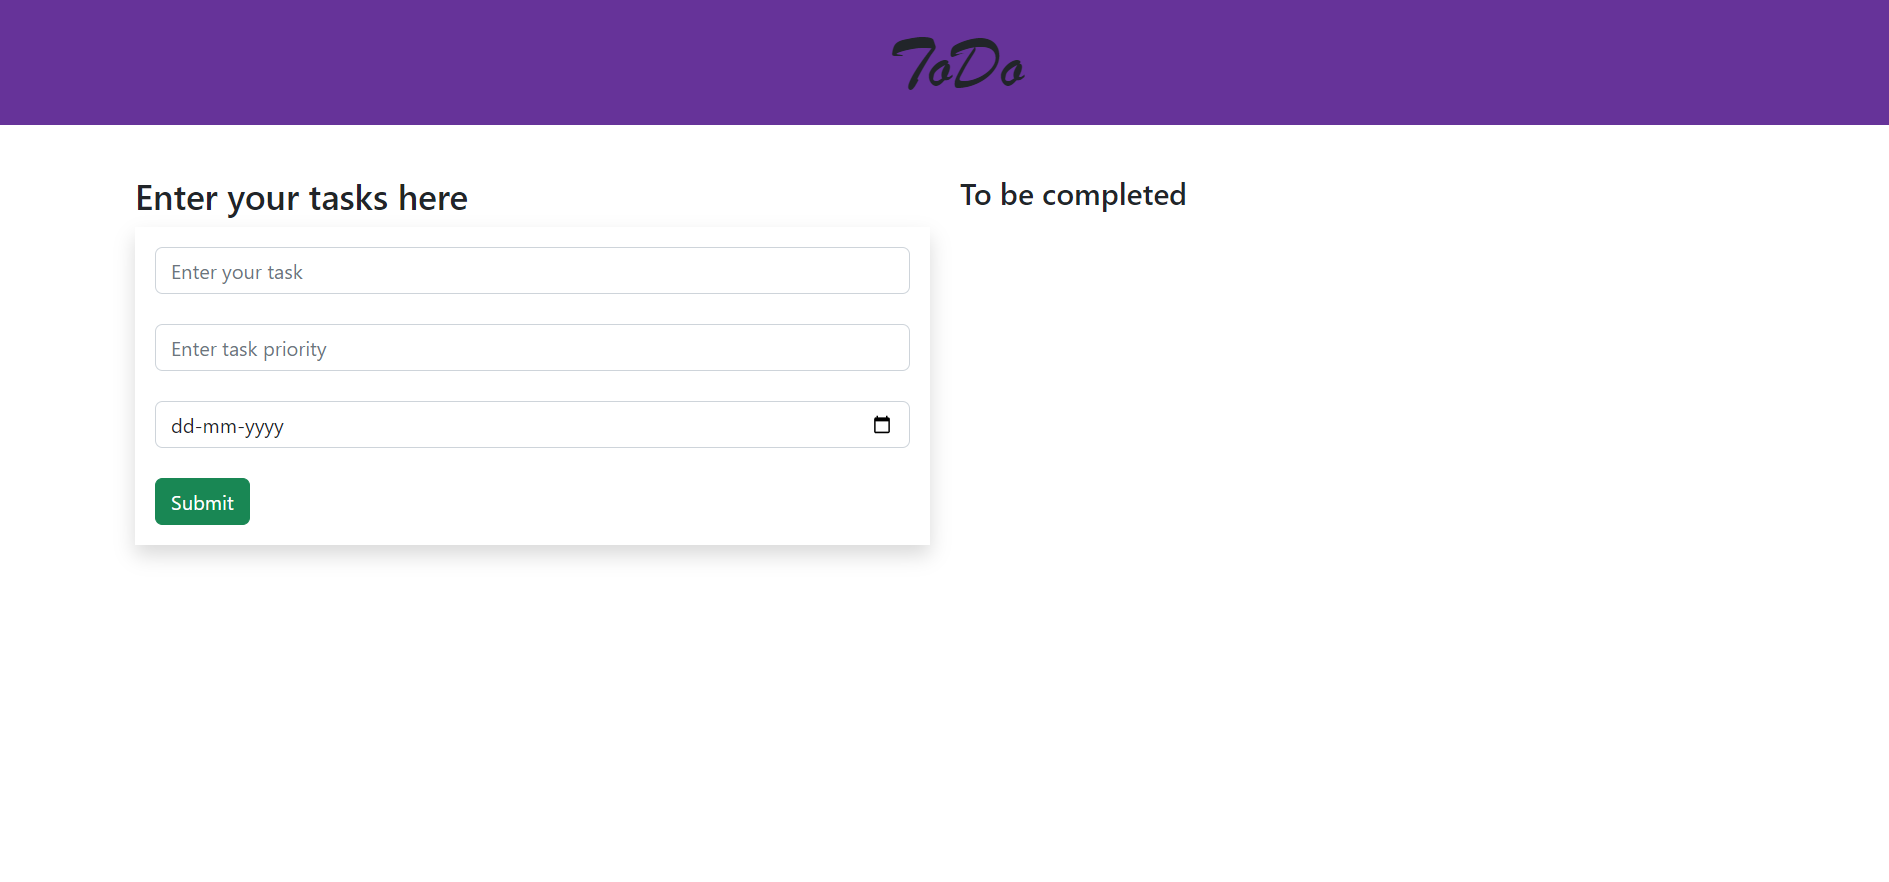 ToDo
Enter your tasks here
Enter your task
Enter task priority
dd-mm-yyyy
Submit
To be completed